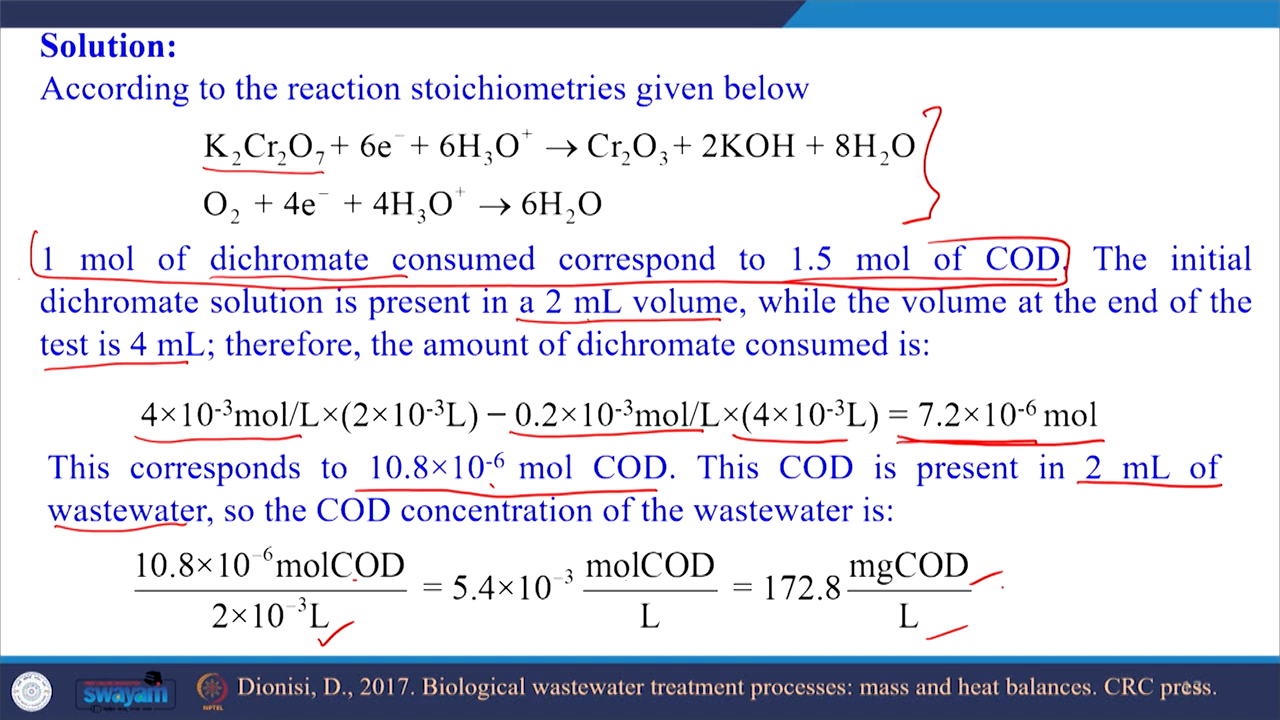 Solution:
According to the reaction stoichiometries given below
K₂Cr₂O₇ + 6e⁻ + 6H₃O⁺ → Cr₂O₃ + 2KOH + 8H₂O
O₂ + 4e⁻ + 4H₃O⁺ → 6H₂O
1 mol of dichromate consumed correspond to 1.5 mol of COD. The initial
dichromate solution is present in a 2 mL volume, while the volume at the end of the
test is 4 mL; therefore, the amount of dichromate consumed is:
4×10⁻³mol/L×(2×10⁻³L) − 0.2×10⁻³mol/L×(4×10⁻³L) = 7.2×10⁻⁶ mol
This corresponds to 10.8×10⁻⁶ mol COD. This COD is present in 2 mL of
wastewater, so the COD concentration of the wastewater is:
10.8×10⁻⁶molCOD / 2×10⁻³L = 5.4×10⁻³ molCOD / L = 172.8 mgCOD / L
swayam
NPTEL
Dionisi, D., 2017. Biological wastewater treatment processes: mass and heat balances. CRC press.